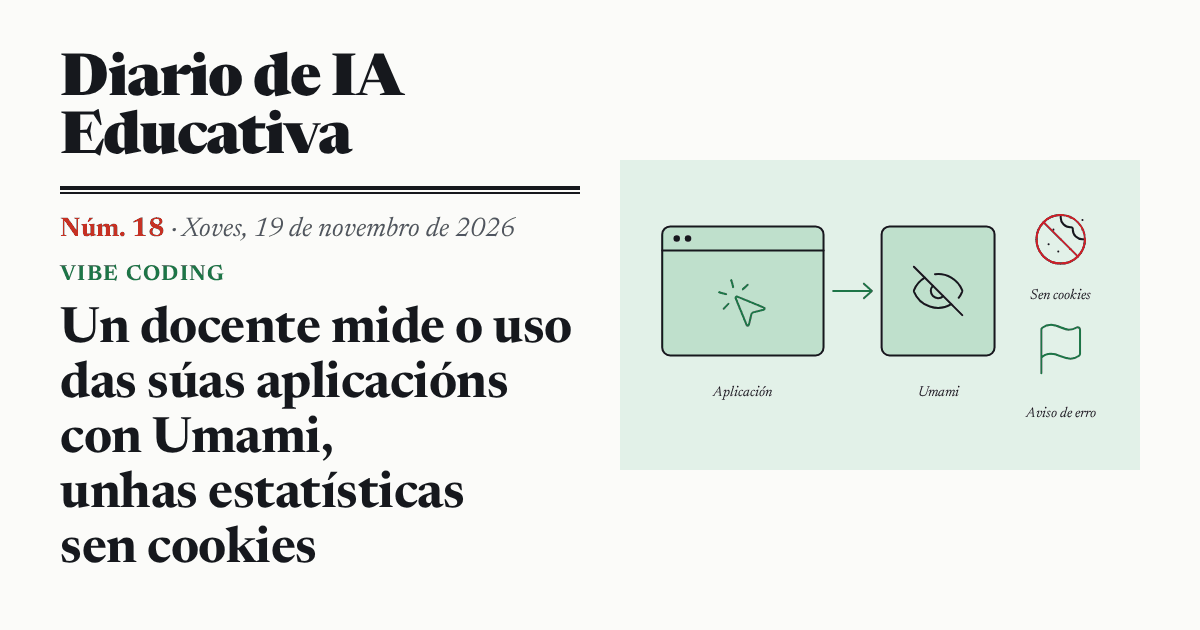 Diario de IA
Educativa
Núm. 18 · Xoves, 19 de novembro de 2026
VIBE CODING
Un docente mide o uso
das súas aplicacións
con Umami,
unhas estatísticas
sen cookies
Aplicación
Umami
Sen cookies
Aviso de erro